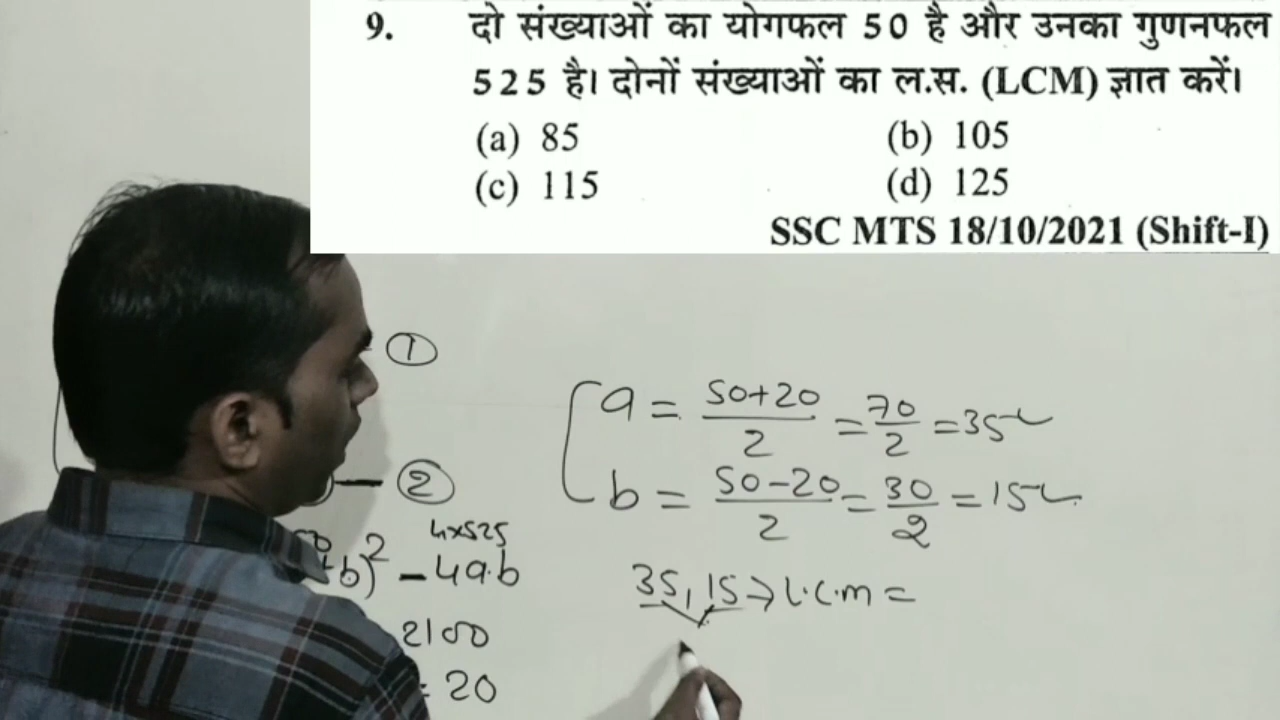 9. दो संख्याओं का योगफल 50 है और उनका गुणनफल
525 है। दोनों संख्याओं का ल.स. (LCM) ज्ञात करें।
(a) 85 (b) 105
(c) 115 (d) 125
SSC MTS 18/10/2021 (Shift-I)
①
a = 50+20/2 = 70/2 = 35
— ②
b = 50-20/2 = 30/2 = 15
4×525
b)² - 4a.b
35, 15 → L.C.M =
2100
= 20